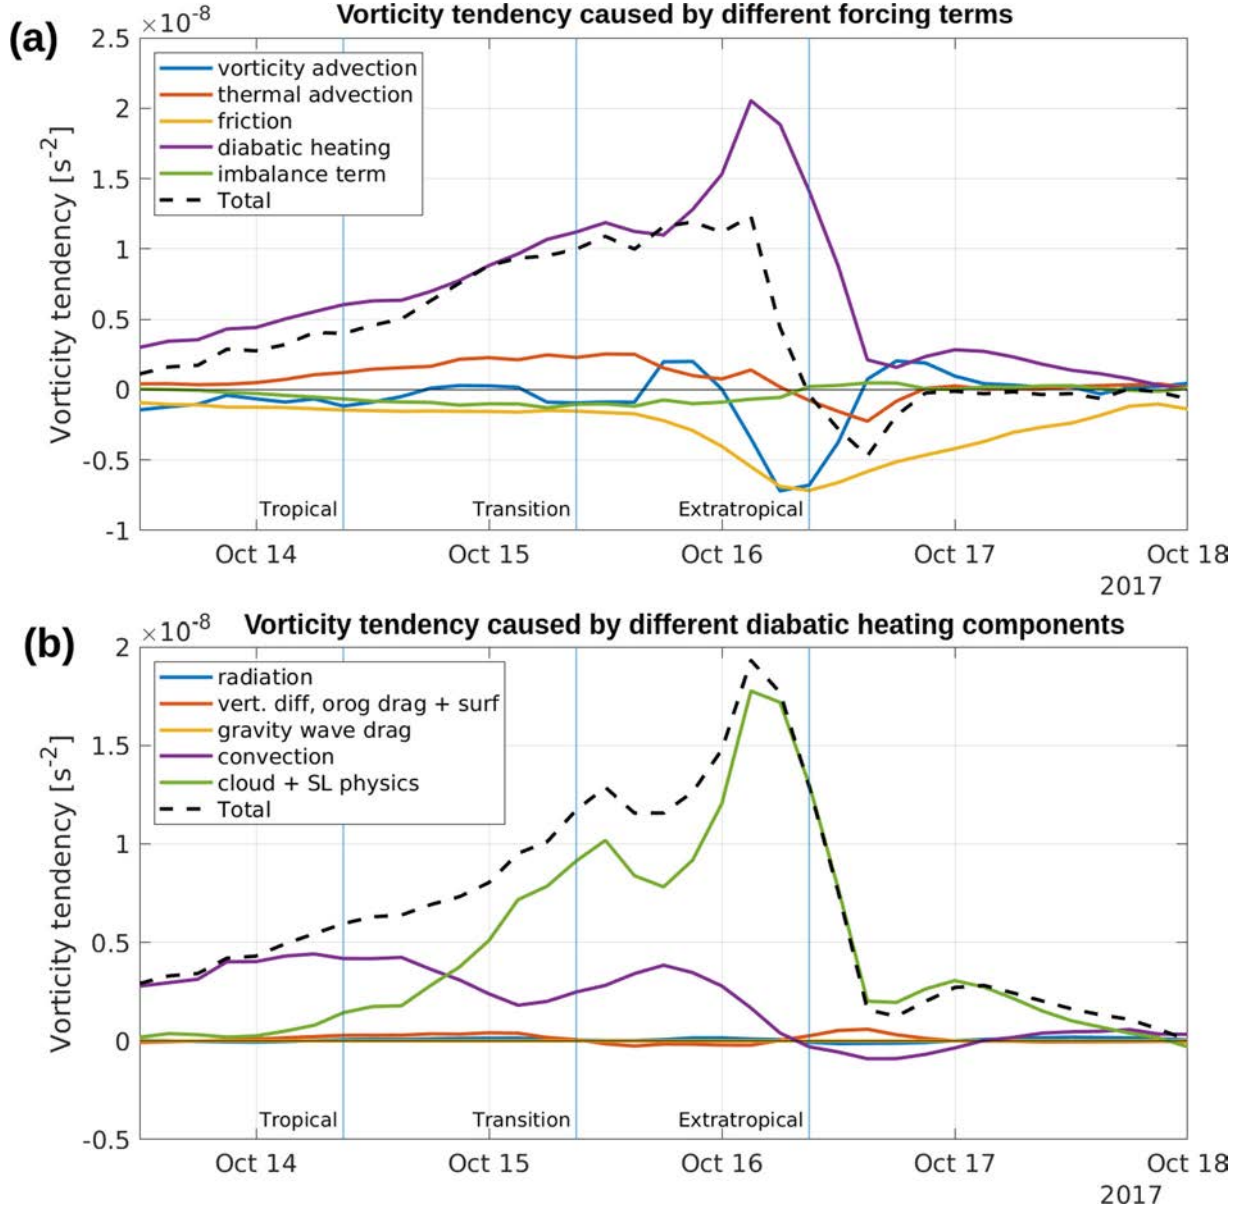 (a)
Vorticity tendency caused by different forcing terms
×10^-8
2.5
2
1.5
1
0.5
0
-0.5
-1
Vorticity tendency [s^-2]
vorticity advection
thermal advection
friction
diabatic heating
imbalance term
Total
Tropical
Transition
Extratropical
Oct 14
Oct 15
Oct 16
Oct 17
Oct 18
2017
(b)
Vorticity tendency caused by different diabatic heating components
×10^-8
2
1.5
1
0.5
0
-0.5
Vorticity tendency [s^-2]
radiation
vert. diff, orog drag + surf
gravity wave drag
convection
cloud + SL physics
Total
Tropical
Transition
Extratropical
Oct 14
Oct 15
Oct 16
Oct 17
Oct 18
2017